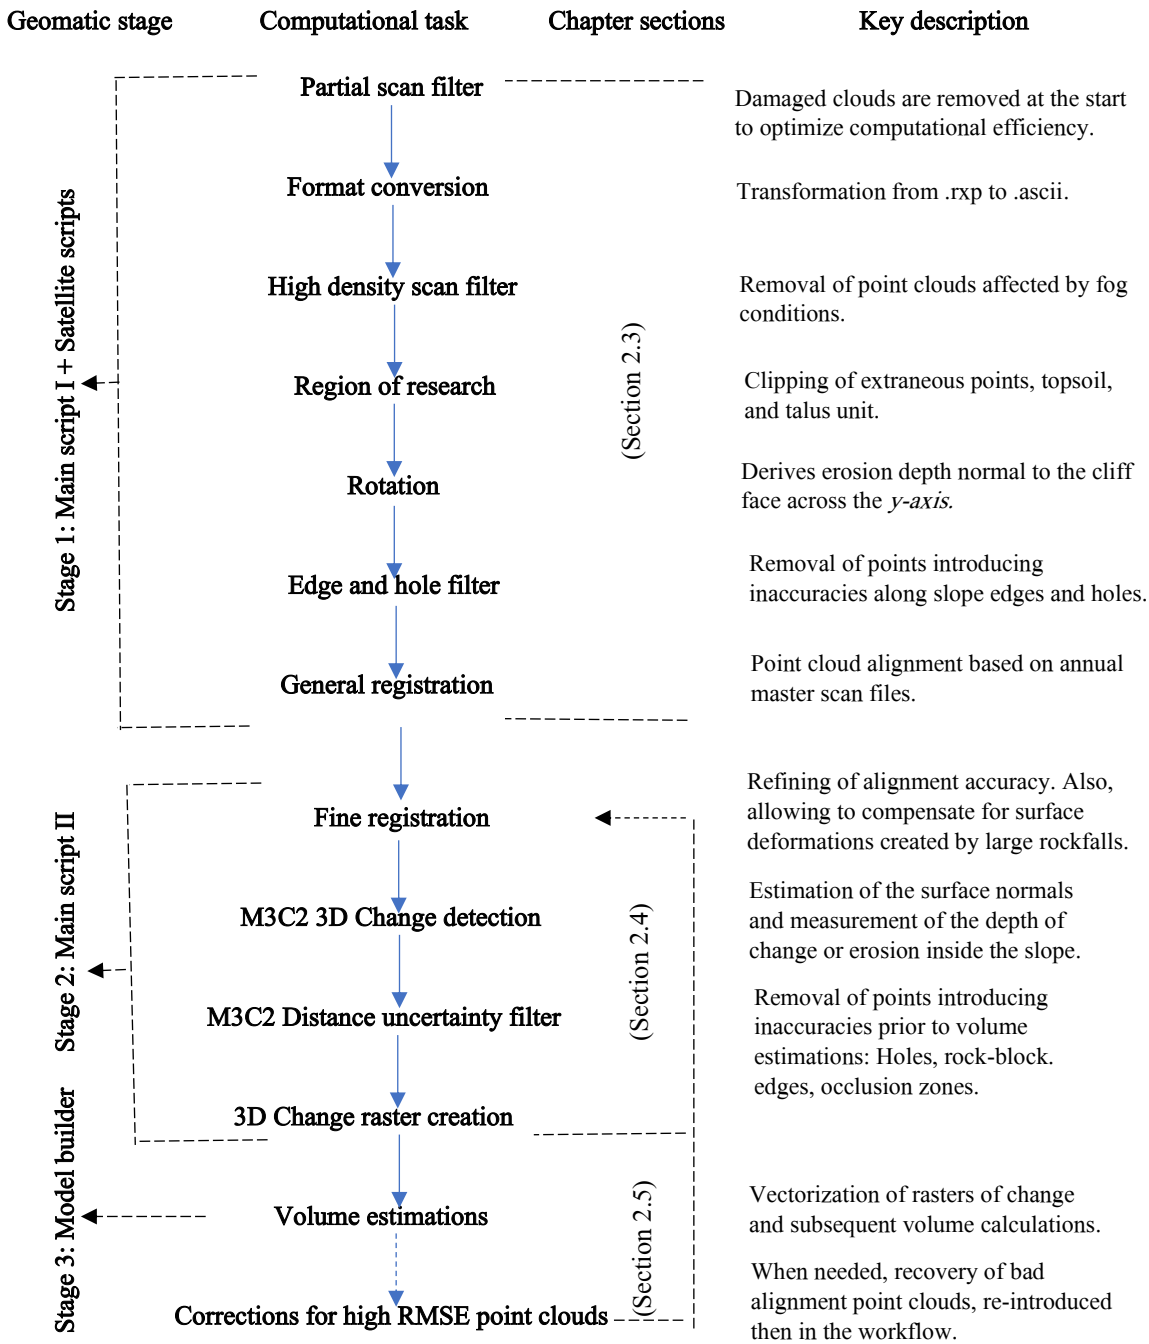 Geomatic stage
Computational task
Chapter sections
Key description
Partial scan filter
Damaged clouds are removed at the start
to optimize computational efficiency.
Format conversion
Transformation from .rxp to .ascii.
High density scan filter
Removal of point clouds affected by fog
conditions.
Region of research
Clipping of extraneous points, topsoil,
and talus unit.
Rotation
Derives erosion depth normal to the cliff
face across the y-axis.
Edge and hole filter
Removal of points introducing
inaccuracies along slope edges and holes.
General registration
Point cloud alignment based on annual
master scan files.
Stage 1: Main script I + Satellite scripts
(Section 2.3)
Fine registration
Refining of alignment accuracy. Also,
allowing to compensate for surface
deformations created by large rockfalls.
M3C2 3D Change detection
Estimation of the surface normals
and measurement of the depth of
change or erosion inside the slope.
M3C2 Distance uncertainty filter
Removal of points introducing
inaccuracies prior to volume
estimations: Holes, rock-block.
edges, occlusion zones.
3D Change raster creation
Stage 2: Main script II
(Section 2.4)
Volume estimations
Vectorization of rasters of change
and subsequent volume calculations.
Corrections for high RMSE point clouds
When needed, recovery of bad
alignment point clouds, re-introduced
then in the workflow.
Stage 3: Model builder
(Section 2.5)